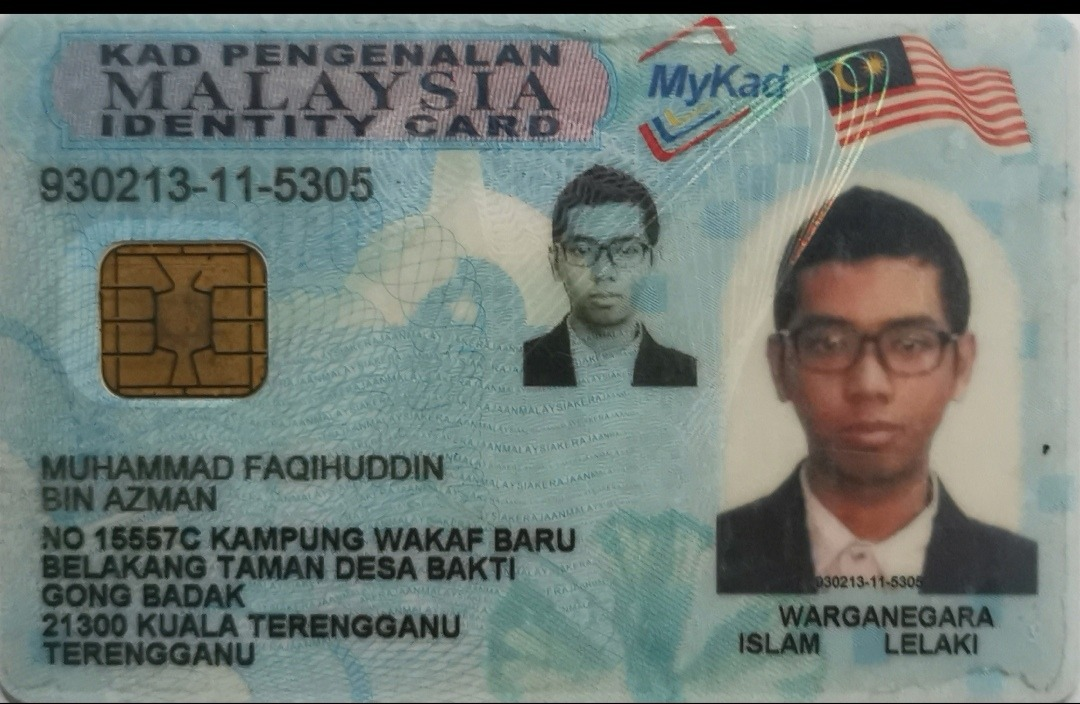 KAD PENGENALAN
MALAYSIA
IDENTITY CARD
MyKad
930213-11-5305
MUHAMMAD FAQIHUDDIN
BIN AZMAN
NO 15557C KAMPUNG WAKAF BARU
BELAKANG TAMAN DESA BAKTI
GONG BADAK
21300 KUALA TERENGGANU
TERENGGANU
930213-11-5305
WARGANEGARA
ISLAM LELAKI